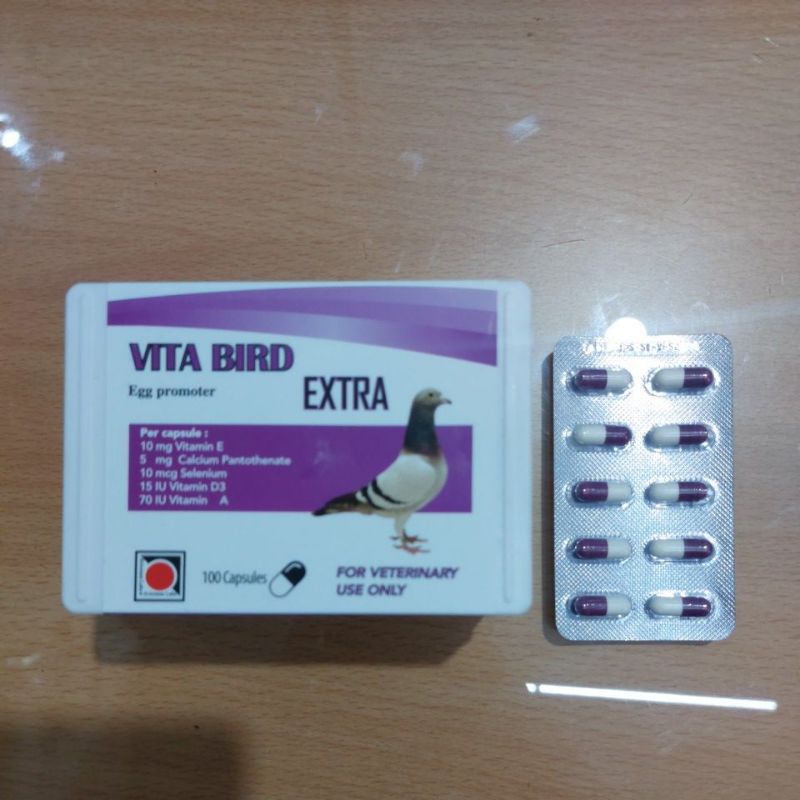 VITA BIRD
Egg promoter
EXTRA
Per capsule :
10 mg Vitamin E
5 mg Calcium Pantothenate
10 mcg Selenium
15 IU Vitamin D3
70 IU Vitamin A
100 Capsules
FOR VETERINARY
USE ONLY